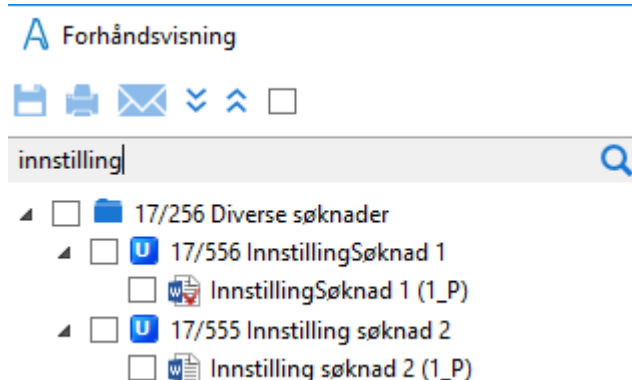 Forhåndsvisning
innstilling
17/256 Diverse søknader
U 17/556 InnstillingSøknad 1
InnstillingSøknad 1 (1_P)
U 17/555 Innstilling søknad 2
Innstilling søknad 2 (1_P)